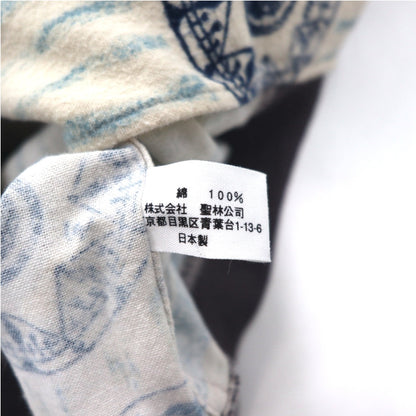 綿 100%
株式会社 聖林公司
京都目黒区青葉台1-13-6
日本製